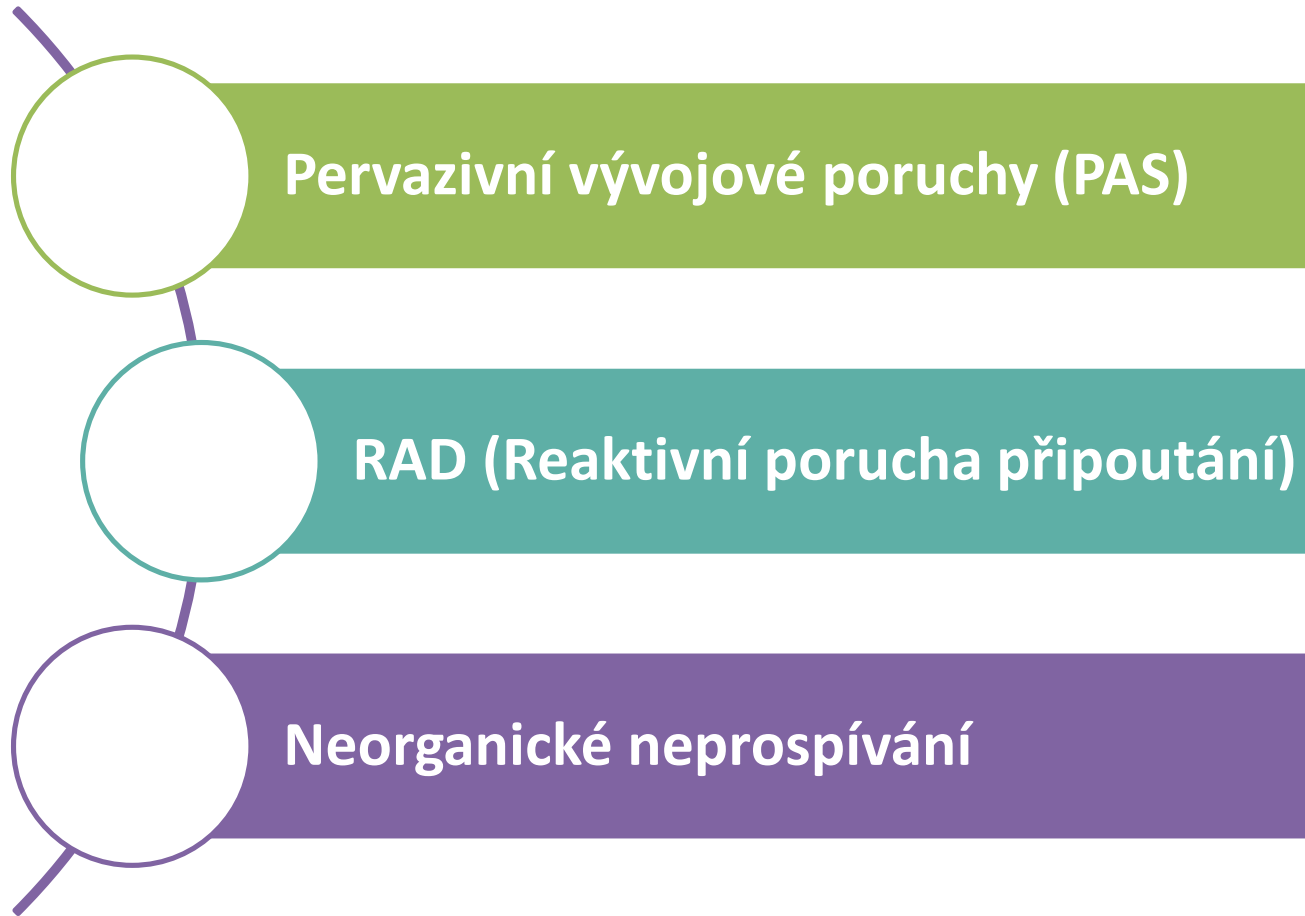 Pervazivní vývojové poruchy (PAS)
RAD (Reaktivní porucha připoutání)
Neorganické neprospívání